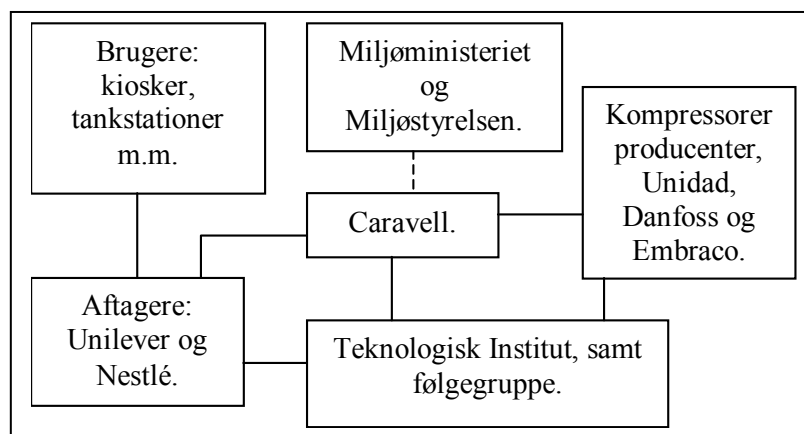 Brugere:
kiosker,
tankstationer
m.m.
Miljøministeriet
og
Miljøstyrelsen.
Kompressorer
producenter,
Unidad,
Danfoss og
Embraco.
Caravell.
Aftagere:
Unilever og
Nestlé.
Teknologisk Institut, samt
følgegruppe.